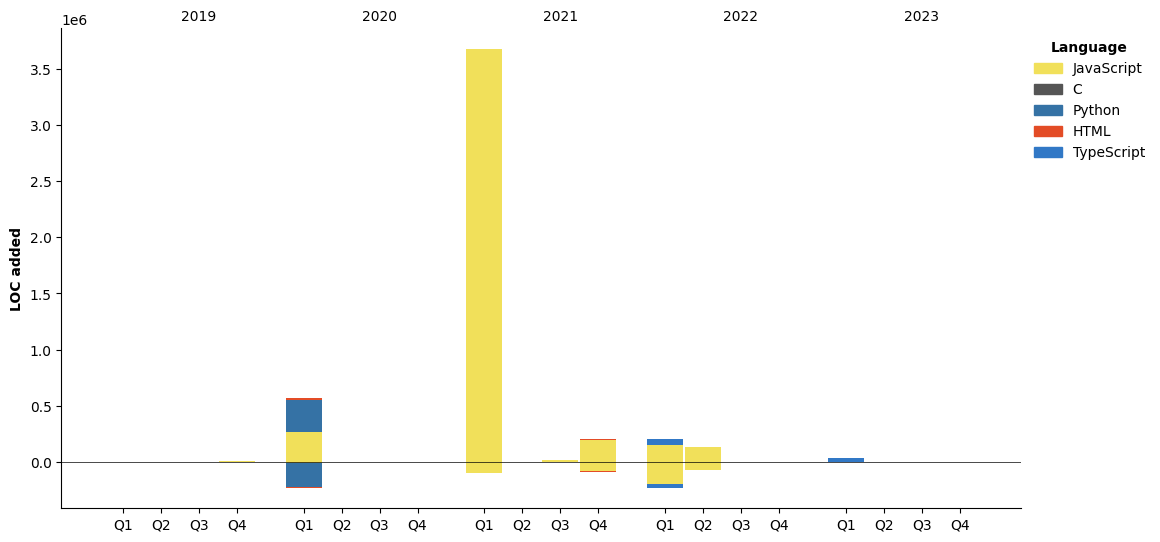 2019 2020 2021 2022 2023
1e6
Language
JavaScript
C
Python
HTML
TypeScript
3.5
3.0
2.5
2.0
1.5
1.0
0.5
0.0
LOC added
Q1 Q2 Q3 Q4 Q1 Q2 Q3 Q4 Q1 Q2 Q3 Q4 Q1 Q2 Q3 Q4 Q1 Q2 Q3 Q4